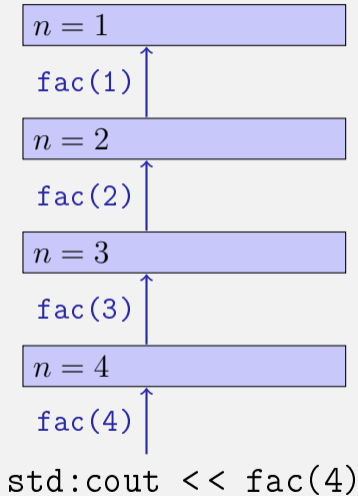 n = 1
fac(1)
n = 2
fac(2)
n = 3
fac(3)
n = 4
fac(4)
std:cout << fac(4)